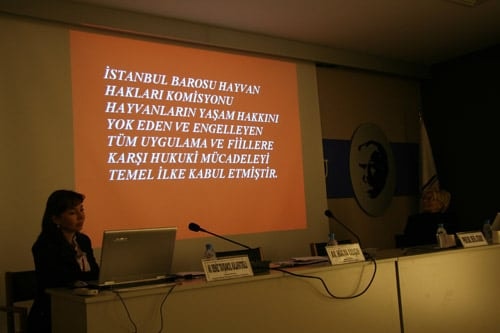 İSTANBUL BAROSU HAYVAN
HAKLARI KOMİSYONU
HAYVANLARIN YAŞAM HAKKINI
YOK EDEN VE ENGELLEYEN
TÜM UYGULAMA VE FİİLLERE
KARŞI HUKUKİ MÜCADELEYİ
TEMEL İLKE KABUL ETMİŞTİR.